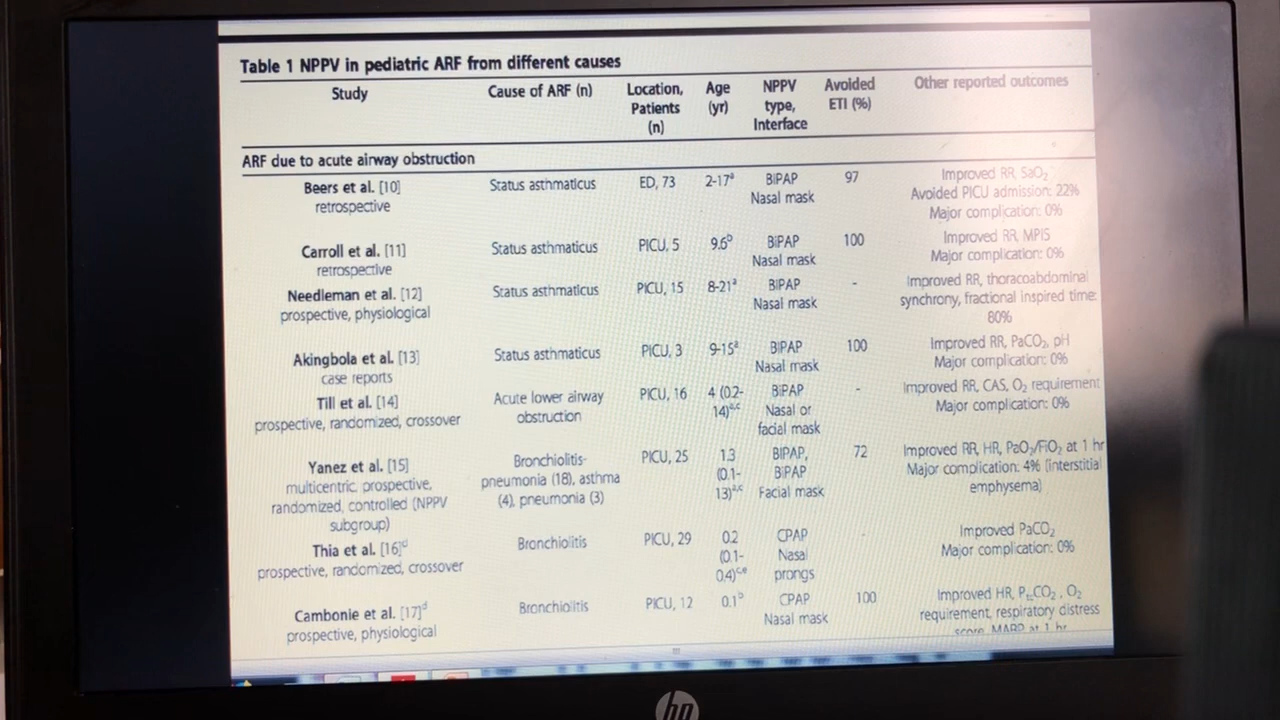 Table 1 NPPV in pediatric ARF from different causes
Study Cause of ARF (n) Location, Patients (n) Age (yr) NPPV type, Interface Avoided ETI (%) Other reported outcomes
ARF due to acute airway obstruction
Beers et al. [10] Status asthmaticus ED, 73 2-17ª BiPAP 97 Improved RR, SaO₂
retrospective Nasal mask Avoided PICU admission: 22%
Major complication: 0%
Carroll et al. [11] Status asthmaticus PICU, 5 9.6ᵇ BiPAP 100 Improved RR, MPIS
retrospective Nasal mask Major complication: 0%
Needleman et al. [12] Status asthmaticus PICU, 15 8-21ª BIPAP - Improved RR, thoracoabdominal
prospective, physiological Nasal mask synchrony, fractional inspired time:
80%
Akingbola et al. [13] Status asthmaticus PICU, 3 9-15ª BIPAP 100 Improved RR, PaCO₂, pH
case reports Nasal mask Major complication: 0%
Till et al. [14] Acute lower airway PICU, 16 4 (0.2- BiPAP - Improved RR, CAS, O₂ requirement
prospective, randomized, crossover obstruction 14)ª,ᶜ Nasal or Major complication: 0%
facial mask
Yanez et al. [15] Bronchiolitis- PICU, 25 1.3 BIPAP, 72 Improved RR, HR, PaO₂/FiO₂ at 1 hr
multicentric, prospective, pneumonia (18), asthma (0.1- BiPAP Major complication: 4% (interstitial
randomized, controlled (NPPV (4), pneumonia (3) 13)ª,ᶜ Facial mask emphysema)
subgroup)
Thia et al. [16]ᵈ Bronchiolitis PICU, 29 0.2 CPAP Improved PaCO₂
prospective, randomized, crossover (0.1- Nasal Major complication: 0%
0.4)ᶜ,ᵉ prongs
Cambonie et al. [17]ᵈ Bronchiolitis PICU, 12 0.1ᵇ CPAP 100 Improved HR, PₜcCO₂, O₂
prospective, physiological Nasal mask requirement, respiratory distress
score, MABP at 1 hr
hp